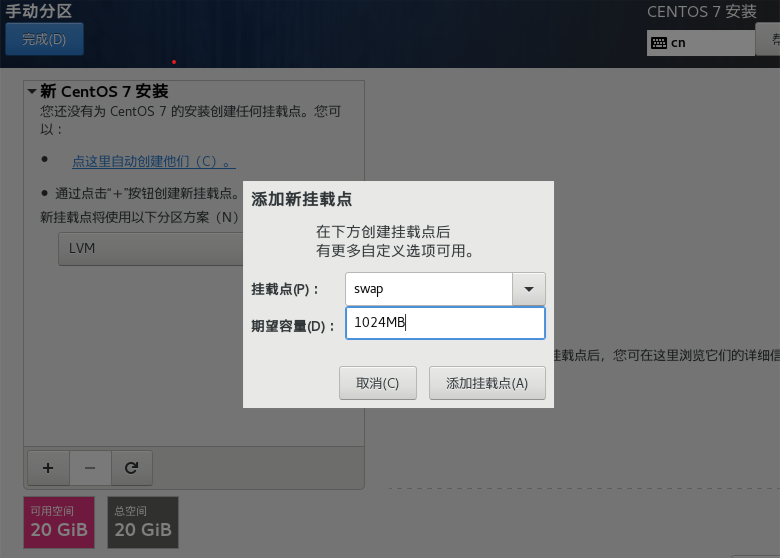 手动分区
CENTOS 7 安装
完成(D)
cn
新 CentOS 7 安装
您还没有为 CentOS 7 的安装创建任何挂载点。您可
以：
点这里自动创建他们（C）。
通过点击“+”按钮创建新挂载点。
新挂载点将使用以下分区方案（N）
LVM
添加新挂载点
在下方创建挂载点后
有更多自定义选项可用。
挂载点(P)：
swap
期望容量(D)：
1024MB
取消(C)
添加挂载点(A)
挂载点后，您可在这里浏览它们的详细信
+ −
可用空间
20 GiB
总空间
20 GiB